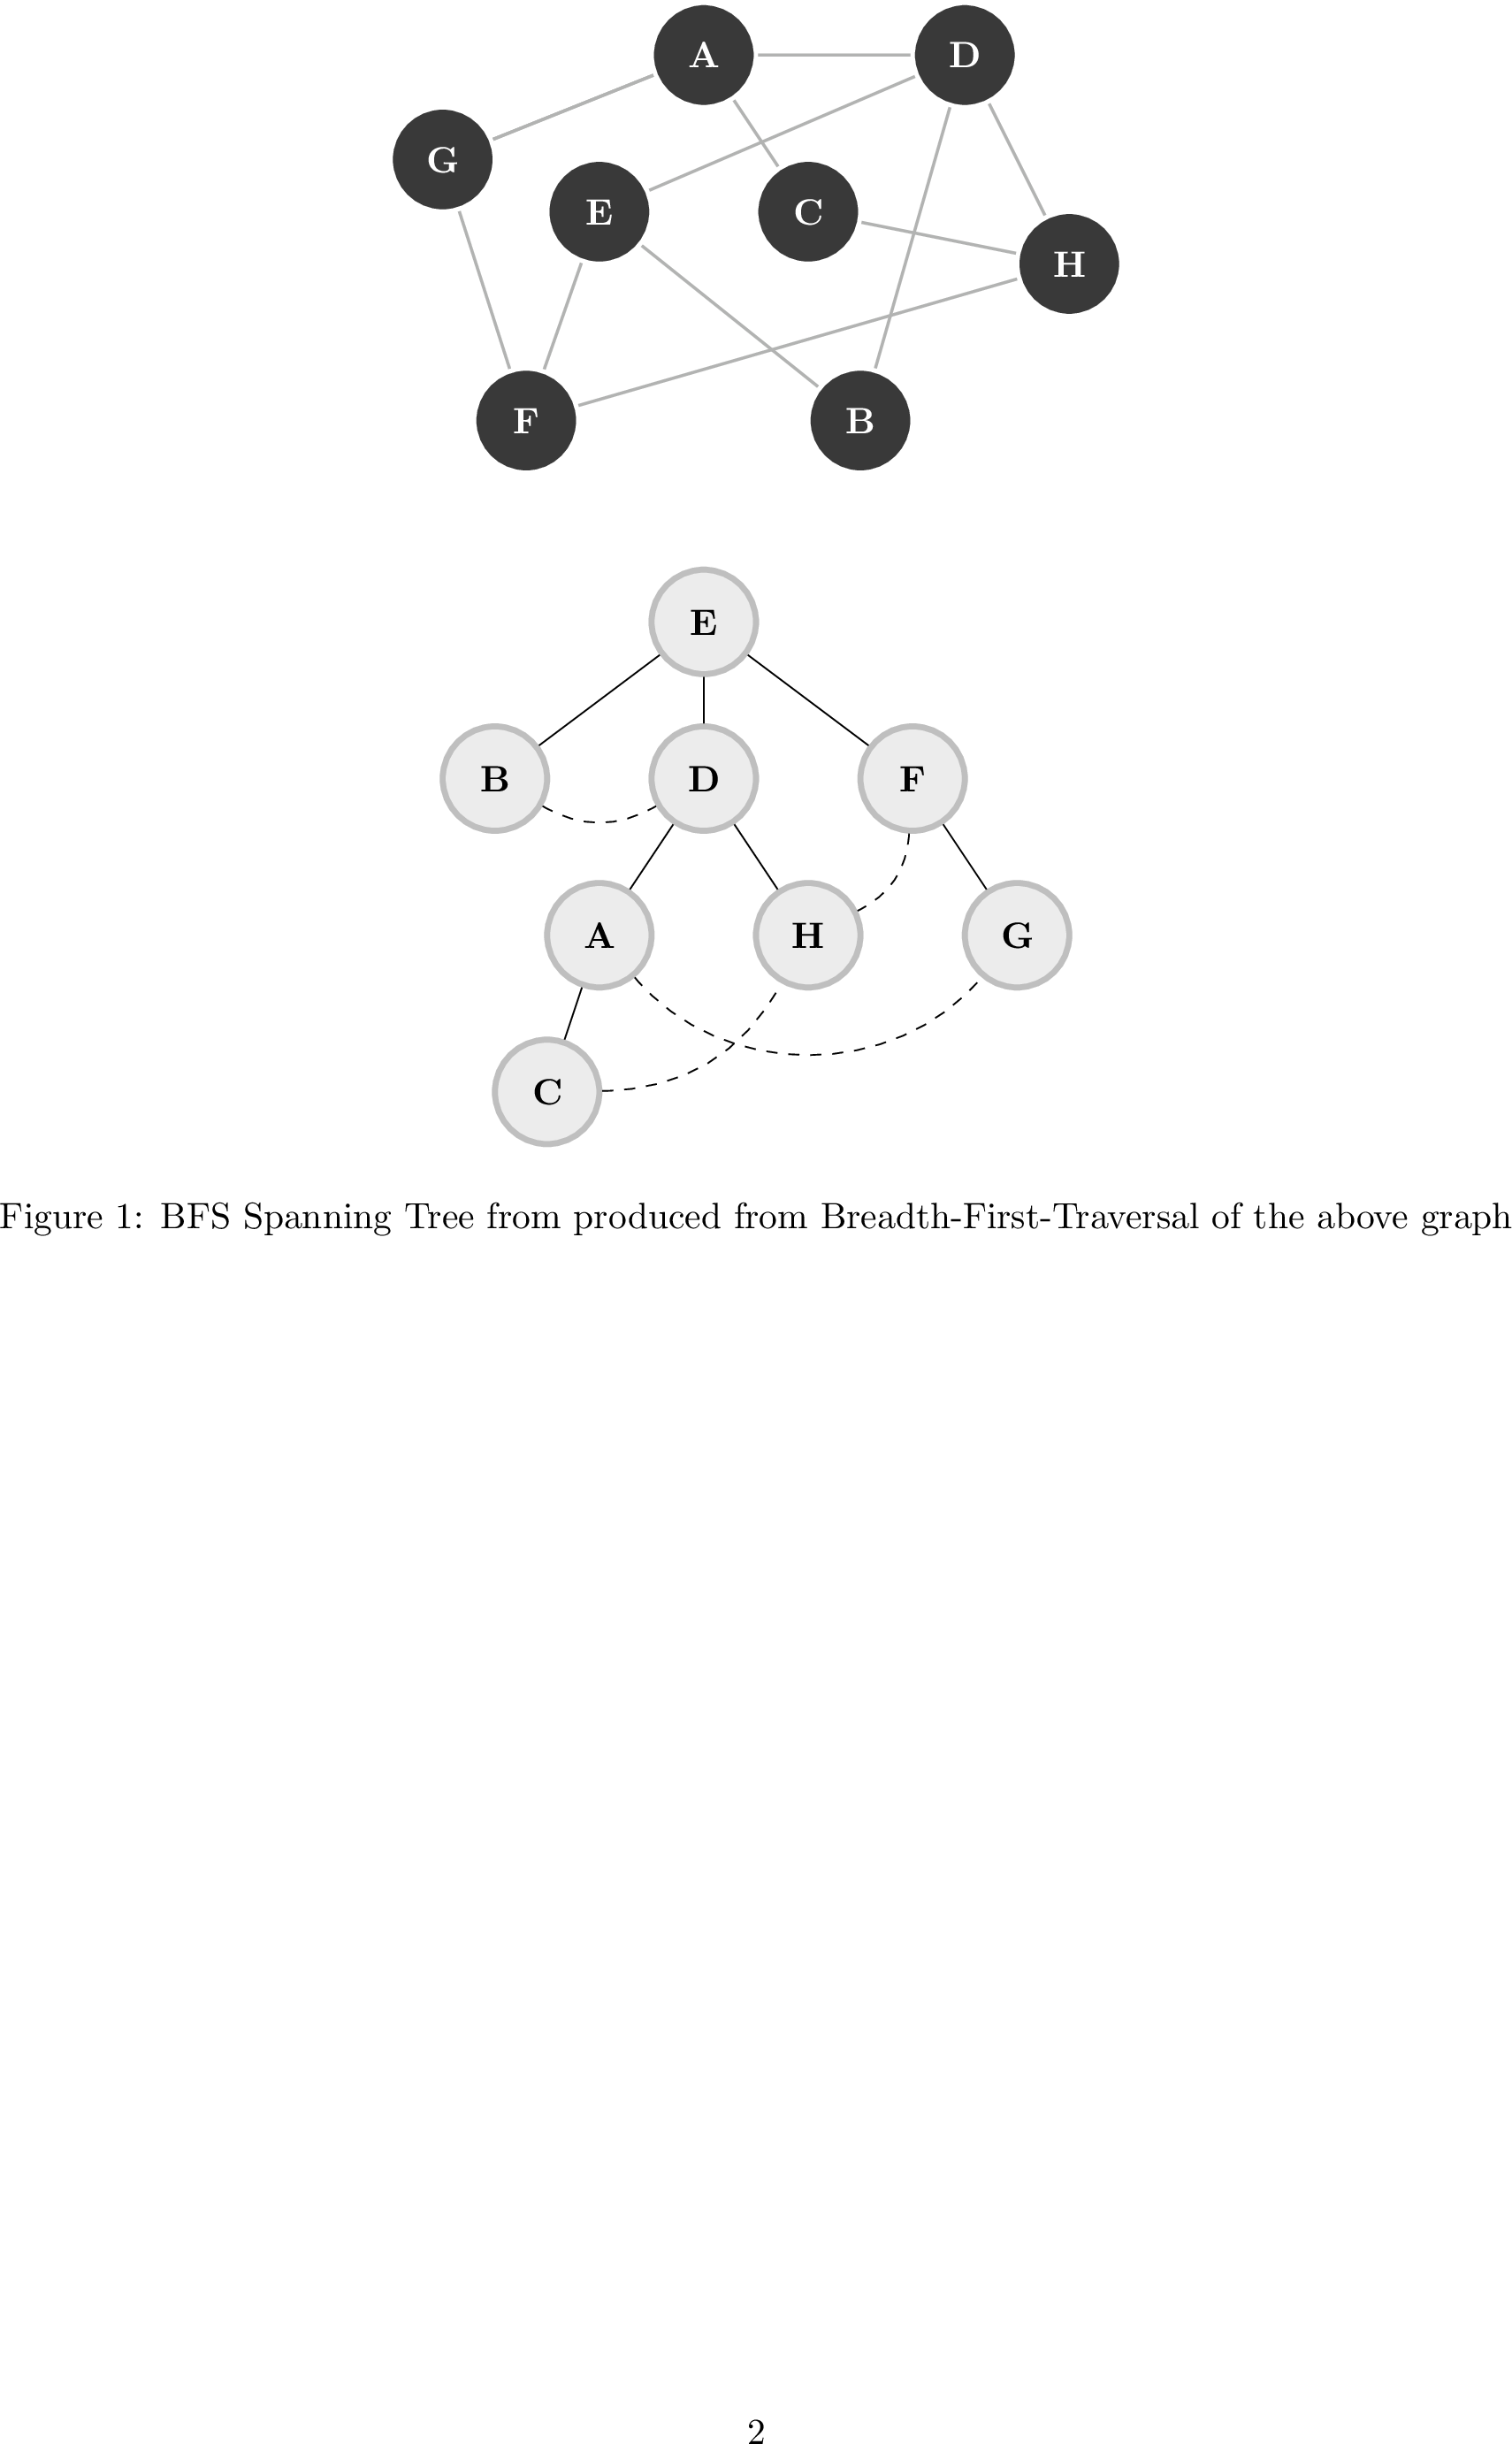 A D
G
E C
H
F B
E
B D F
A H G
C
Figure 1: BFS Spanning Tree from produced from Breadth-First-Traversal of the above graph
2